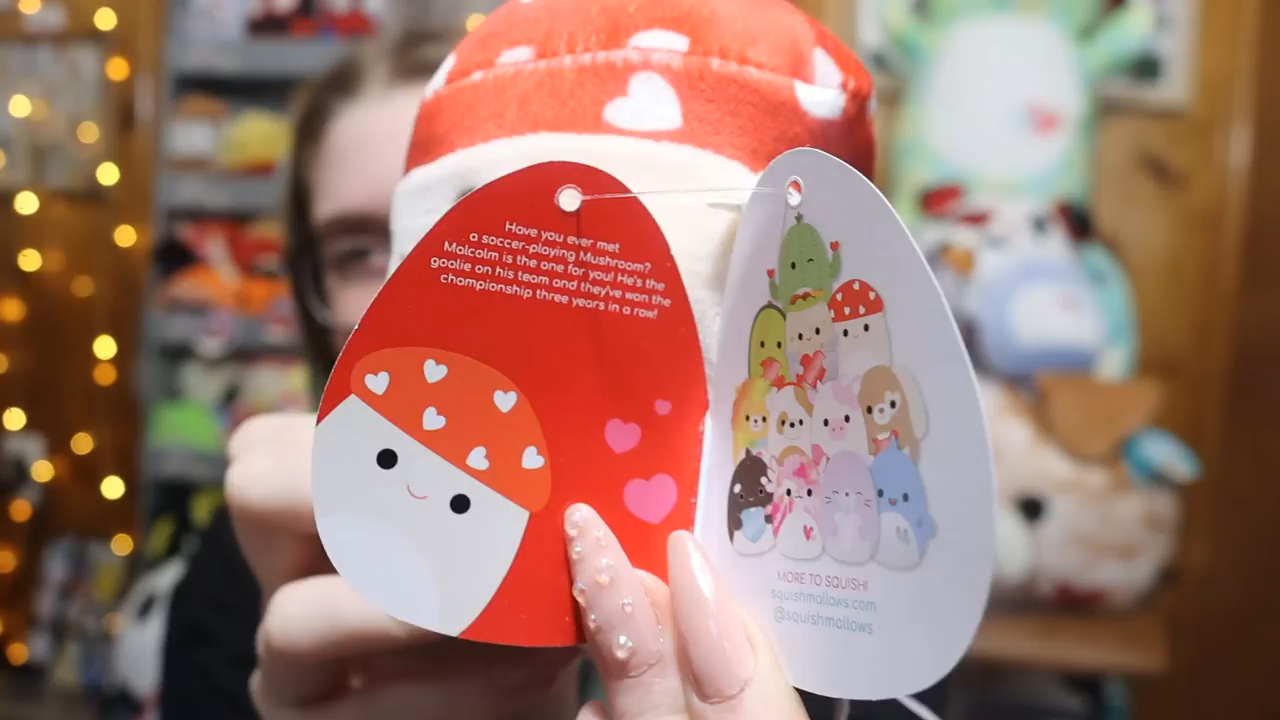 Have you ever met
a soccer-playing Mushroom?
Malcolm is the one for you! He's the
goolie on his team and they've won the
championship three years in a row!
MORE TO SQUISH!
squishmallows.com
@squishmallows